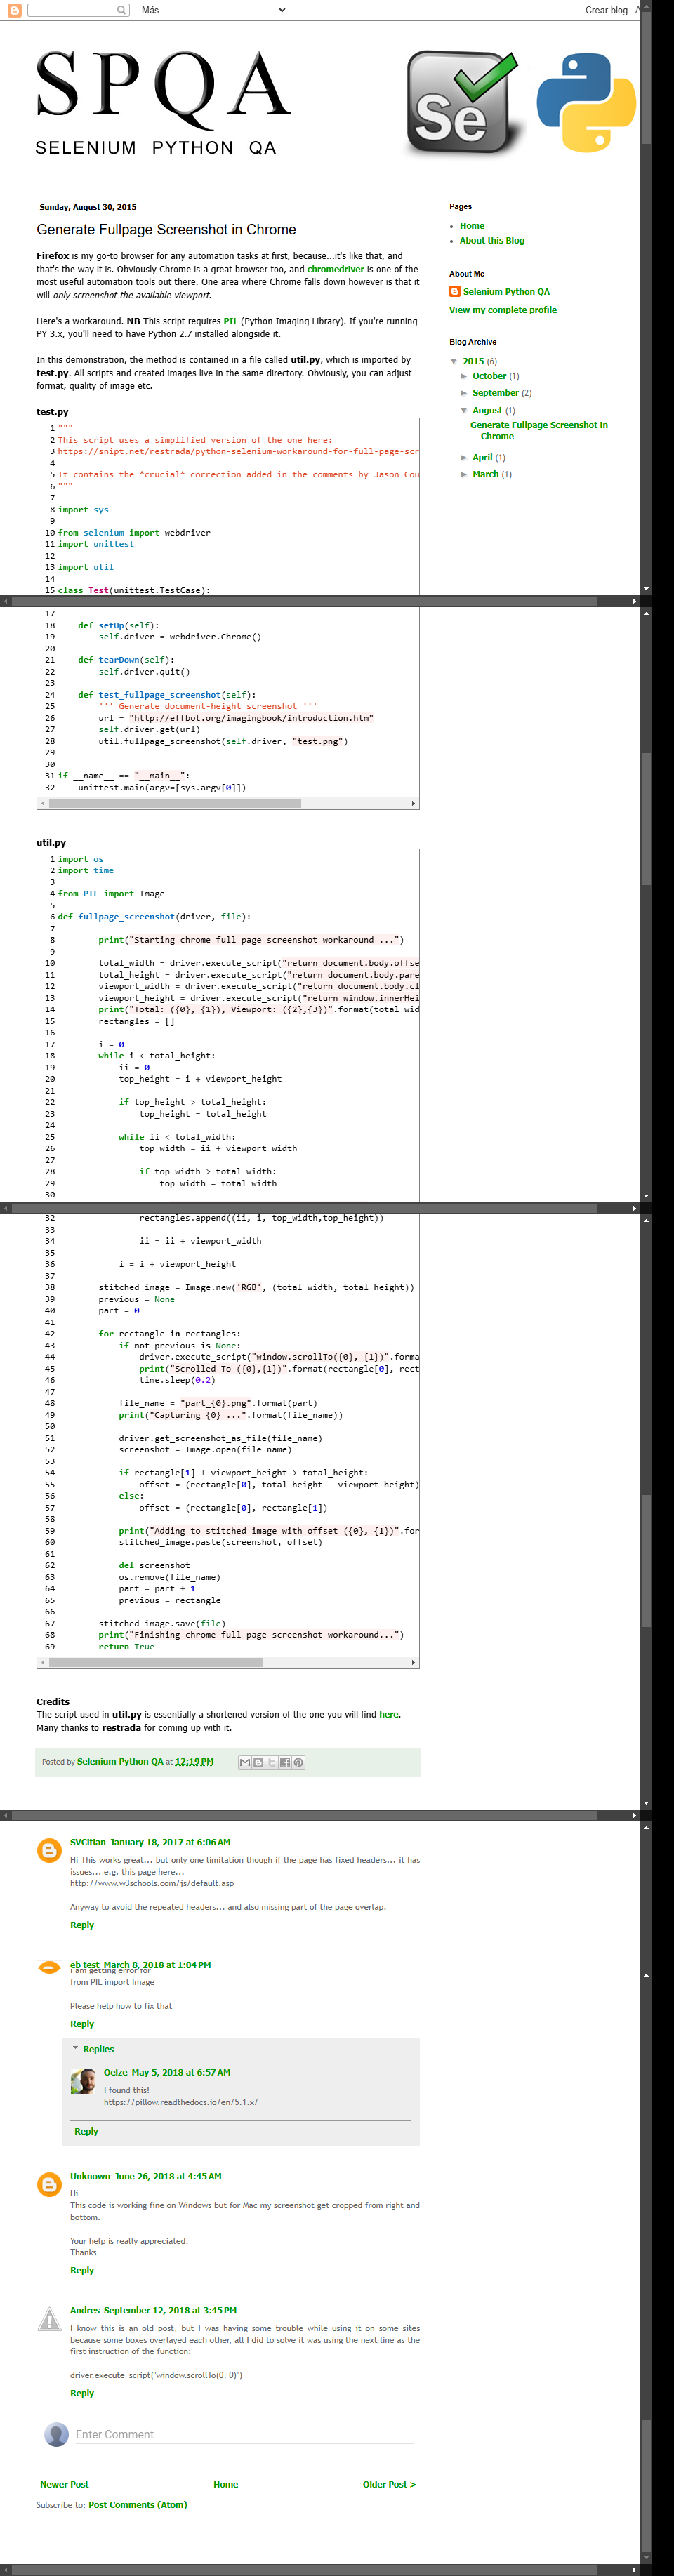 Más
Crear blog
SPQA
SELENIUM PYTHON QA
Se
Sunday, August 30, 2015
Generate Fullpage Screenshot in Chrome
Firefox is my go-to browser for any automation tasks at first, because...it's like that, and
that's the way it is. Obviously Chrome is a great browser too, and chromedriver is one of the
most useful automation tools out there. One area where Chrome falls down however is that it
will only screenshot the available viewport.
Here's a workaround. NB This script requires PIL (Python Imaging Library). If you're running
PY 3.x, you'll need to have Python 2.7 installed alongside it.
In this demonstration, the method is contained in a file called util.py, which is imported by
test.py. All scripts and created images live in the same directory. Obviously, you can adjust
format, quality of image etc.
test.py
1 """
2 This script uses a simplified version of the one here:
3 https://snipt.net/restrada/python-selenium-workaround-for-full-page-scr
4
5 It contains the *crucial* correction added in the comments by Jason Cou
6 """
7
8 import sys
9
10 from selenium import webdriver
11 import unittest
12
13 import util
14
15 class Test(unittest.TestCase):
17
18     def setUp(self):
19         self.driver = webdriver.Chrome()
20
21     def tearDown(self):
22         self.driver.quit()
23
24     def test_fullpage_screenshot(self):
25         ''' Generate document-height screenshot '''
26         url = "http://effbot.org/imagingbook/introduction.htm"
27         self.driver.get(url)
28         util.fullpage_screenshot(self.driver, "test.png")
29
30
31 if __name__ == "__main__":
32     unittest.main(argv=[sys.argv[0]])
util.py
1 import os
2 import time
3
4 from PIL import Image
5
6 def fullpage_screenshot(driver, file):
7
8         print("Starting chrome full page screenshot workaround ...")
9
10         total_width = driver.execute_script("return document.body.offse
11         total_height = driver.execute_script("return document.body.pare
12         viewport_width = driver.execute_script("return document.body.cl
13         viewport_height = driver.execute_script("return window.innerHei
14         print("Total: ({0}, {1}), Viewport: ({2},{3})".format(total_wid
15         rectangles = []
16
17         i = 0
18         while i < total_height:
19             ii = 0
20             top_height = i + viewport_height
21
22             if top_height > total_height:
23                 top_height = total_height
24
25             while ii < total_width:
26                 top_width = ii + viewport_width
27
28                 if top_width > total_width:
29                     top_width = total_width
30
32                 rectangles.append((ii, i, top_width,top_height))
33
34                 ii = ii + viewport_width
35
36             i = i + viewport_height
37
38         stitched_image = Image.new('RGB', (total_width, total_height))
39         previous = None
40         part = 0
41
42         for rectangle in rectangles:
43             if not previous is None:
44                 driver.execute_script("window.scrollTo({0}, {1})".forma
45                 print("Scrolled To ({0},{1})".format(rectangle[0], rect
46                 time.sleep(0.2)
47
48             file_name = "part_{0}.png".format(part)
49             print("Capturing {0} ...".format(file_name))
50
51             driver.get_screenshot_as_file(file_name)
52             screenshot = Image.open(file_name)
53
54             if rectangle[1] + viewport_height > total_height:
55                 offset = (rectangle[0], total_height - viewport_height)
56             else:
57                 offset = (rectangle[0], rectangle[1])
58
59             print("Adding to stitched image with offset ({0}, {1})".for
60             stitched_image.paste(screenshot, offset)
61
62             del screenshot
63             os.remove(file_name)
64             part = part + 1
65             previous = rectangle
66
67         stitched_image.save(file)
68         print("Finishing chrome full page screenshot workaround...")
69         return True
Credits
The script used in util.py is essentially a shortened version of the one you will find here.
Many thanks to restrada for coming up with it.
Posted by Selenium Python QA at 12:19 PM
Pages
Home
About this Blog
About Me
Selenium Python QA
View my complete profile
Blog Archive
▼ 2015 (6)
► October (1)
► September (2)
▼ August (1)
Generate Fullpage Screenshot in
Chrome
► April (1)
► March (1)
SVCitian January 18, 2017 at 6:06 AM
Hi This works great... but only one limitation though if the page has fixed headers... it has
issues... e.g. this page here...
http://www.w3schools.com/js/default.asp
Anyway to avoid the repeated headers... and also missing part of the page overlap.
Reply
eb test March 8, 2018 at 1:04 PM
i am getting error for
from PIL import Image
Please help how to fix that
Reply
Replies
Oelze May 5, 2018 at 6:57 AM
I found this!
https://pillow.readthedocs.io/en/5.1.x/
Reply
Unknown June 26, 2018 at 4:45 AM
Hi
This code is working fine on Windows but for Mac my screenshot get cropped from right and
bottom.
Your help is really appreciated.
Thanks
Reply
Andres September 12, 2018 at 3:45 PM
I know this is an old post, but I was having some trouble while using it on some sites
because some boxes overlayed each other, all I did to solve it was using the next line as the
first instruction of the function:
driver.execute_script("window.scrollTo(0, 0)")
Reply
Enter Comment
Newer Post
Home
Older Post >
Subscribe to: Post Comments (Atom)